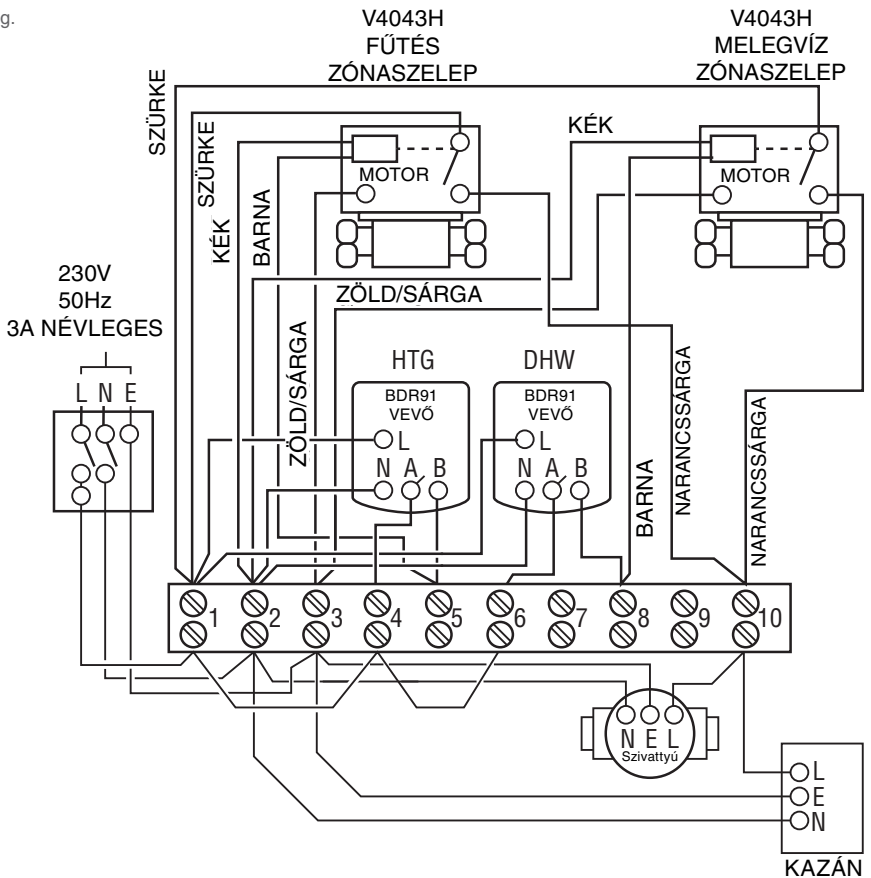 g.
V4043H
FŰTÉS
ZÓNASZELEP
V4043H
MELEGVÍZ
ZÓNASZELEP
SZÜRKE
SZÜRKE
KÉK
BARNA
KÉK
MOTOR
MOTOR
230V
50Hz
3A NÉVLEGES
L N E
ZÖLD/SÁRGA
ZÖLD/SÁRGA
HTG
BDR91
VEVŐ
L
N A B
DHW
BDR91
VEVŐ
L
N A B
BARNA
NARANCSSÁRGA
NARANCSSÁRGA
1 2 3 4 5 6 7 8 9 10
N E L
Szivattyú
L
E
N
KAZÁN